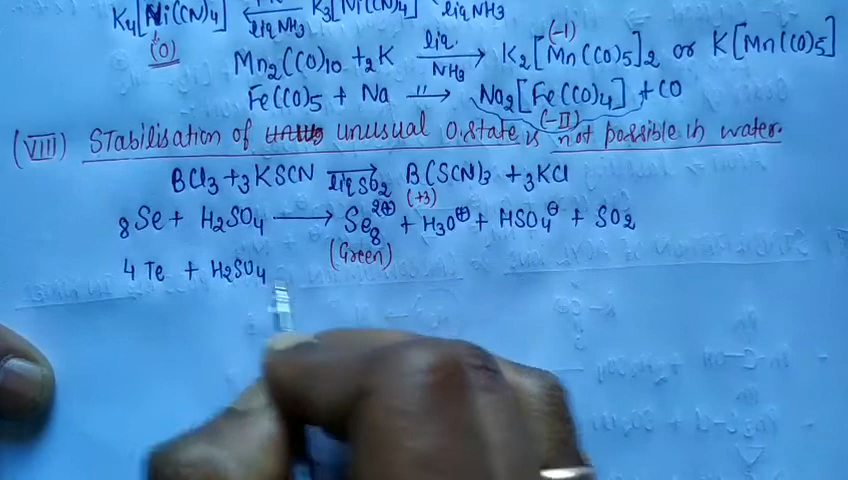 K₄[Ni(CN)₄] ⟵ liq NH₃ K₃[Ni(CN)₄] liq NH₃
(0)
Mn₂(CO)₁₀ + 2K ⟶ liq. NH₃ K₂[Mn(CO)₅]₂ or K[Mn(CO)₅]
(-1)
Fe(CO)₅ + Na ⟶ " Na₂[Fe(CO)₄] + CO
(-II)
(VIII) Stabilisation of unusual O.state is not possible in water.
BCl₃ + 3KSCN ⟶ liq SO₂ B(SCN)₃ + 3KCl
(+3)
8Se + H₂SO₄ ⟶ Se₈²⊕ + H₃O⊕ + HSO₄⊖ + SO₂
(Green)
4 Te + H₂SO₄